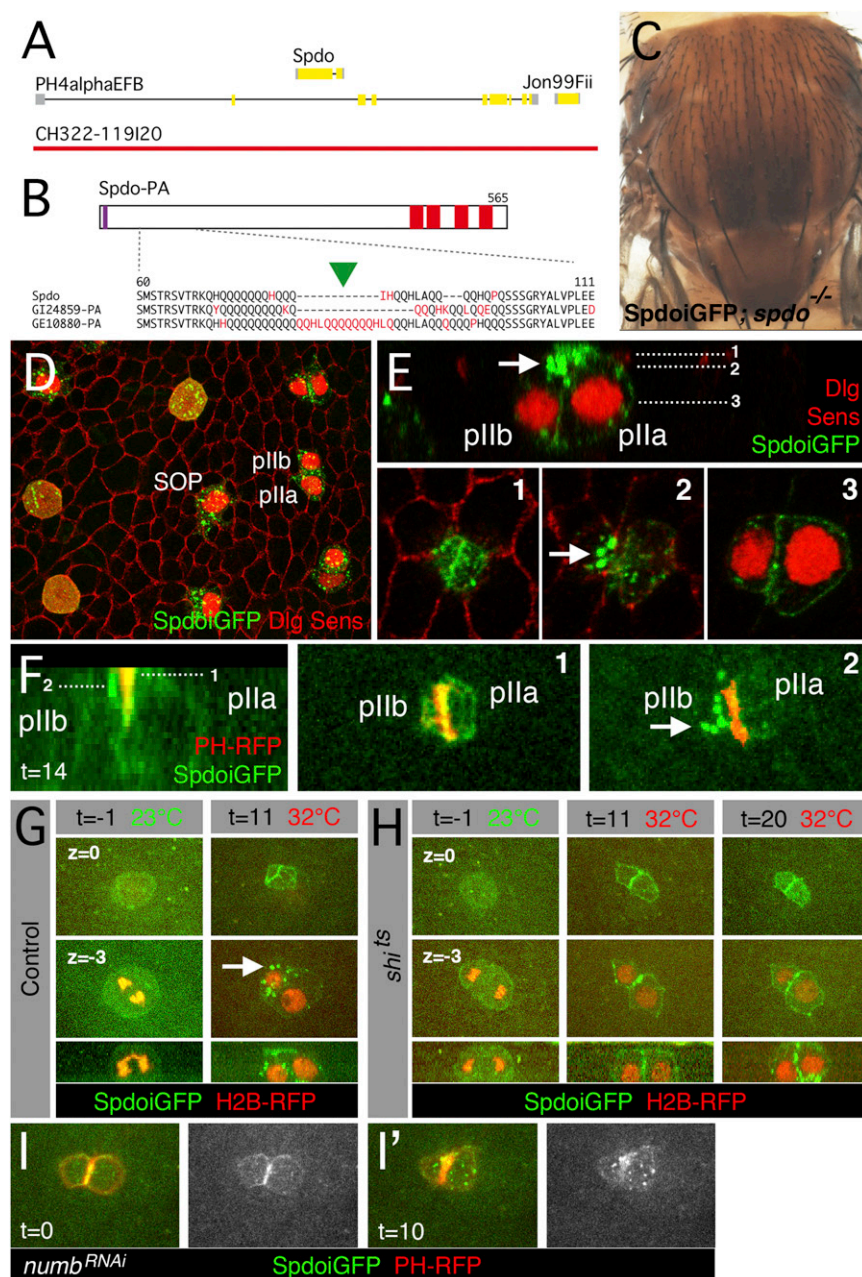 A
Spdo
PH4alphaEFB
Jon99Fii
CH322-119I20
B
Spdo-PA
565
60
111
Spdo SMSTRSVTRKQHQQQQQQQHQQQ--------------IHQQHLAQQ---QQHQPQSSSGRYALVPLEE
GI24859-PA
GE10880-PA
C
SpdoiGFP; spdo-/-
D
SOP
pIIb
pIIa
SpdoiGFP Dlg Sens
E
1
2
3
pIIb
pIIa
Dlg
Sens
SpdoiGFP
1
2
3
F
2
1
pIIb
pIIa
PH-RFP
SpdoiGFP
t=14
1
pIIb
pIIa
2
pIIb
pIIa
G
t=-1 23°C
t=11 32°C
Control
z=0
z=-3
SpdoiGFP H2B-RFP
H
t=-1 23°C
t=11 32°C
t=20 32°C
shi ts
z=0
z=-3
SpdoiGFP H2B-RFP
I
t=0
I'
t=10
numb RNAi
SpdoiGFP PH-RFP